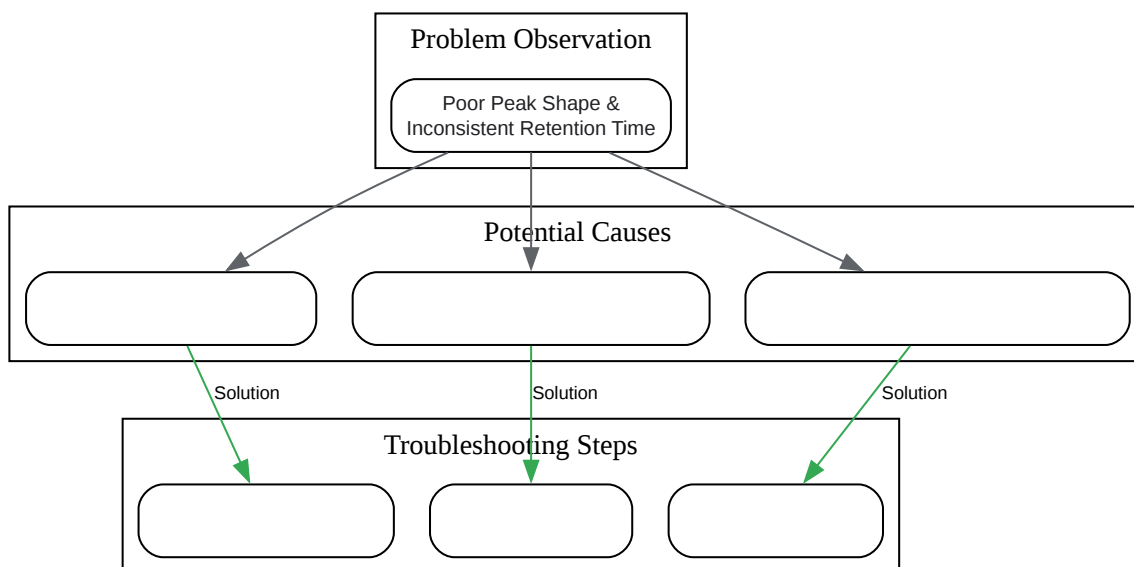 Problem Observation
Poor Peak Shape &
Inconsistent Retention Time
Potential Causes
Solution
Solution
Solution
Troubleshooting Steps